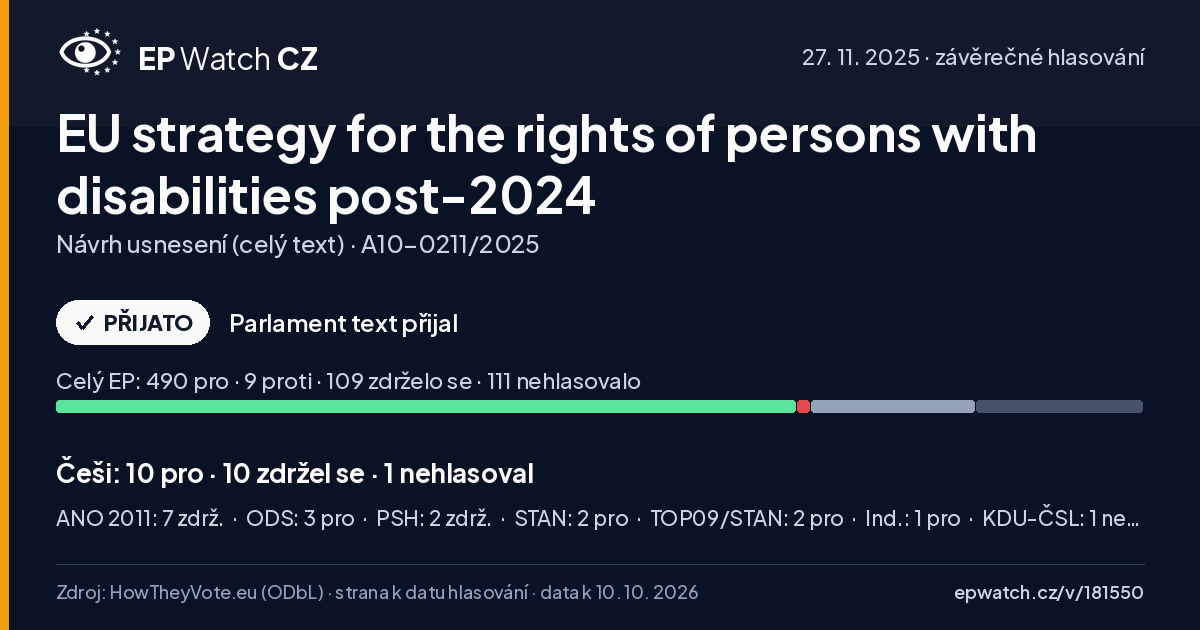 EP Watch CZ
27. 11. 2025 · závěrečné hlasování
EU strategy for the rights of persons with
disabilities post-2024
Návrh usnesení (celý text) · A10-0211/2025
✓ PŘIJATO
Parlament text přijal
Celý EP: 490 pro · 9 proti · 109 zdrželo se · 111 nehlasovalo
Češi: 10 pro · 10 zdržel se · 1 nehlasoval
ANO 2011: 7 zdrž. · ODS: 3 pro · PSH: 2 zdrž. · STAN: 2 pro · TOP09/STAN: 2 pro · Ind.: 1 pro · KDU-ČSL: 1 ne…
Zdroj: HowTheyVote.eu (ODbL) · strana k datu hlasování · data k 10. 10. 2026
epwatch.cz/v/181550